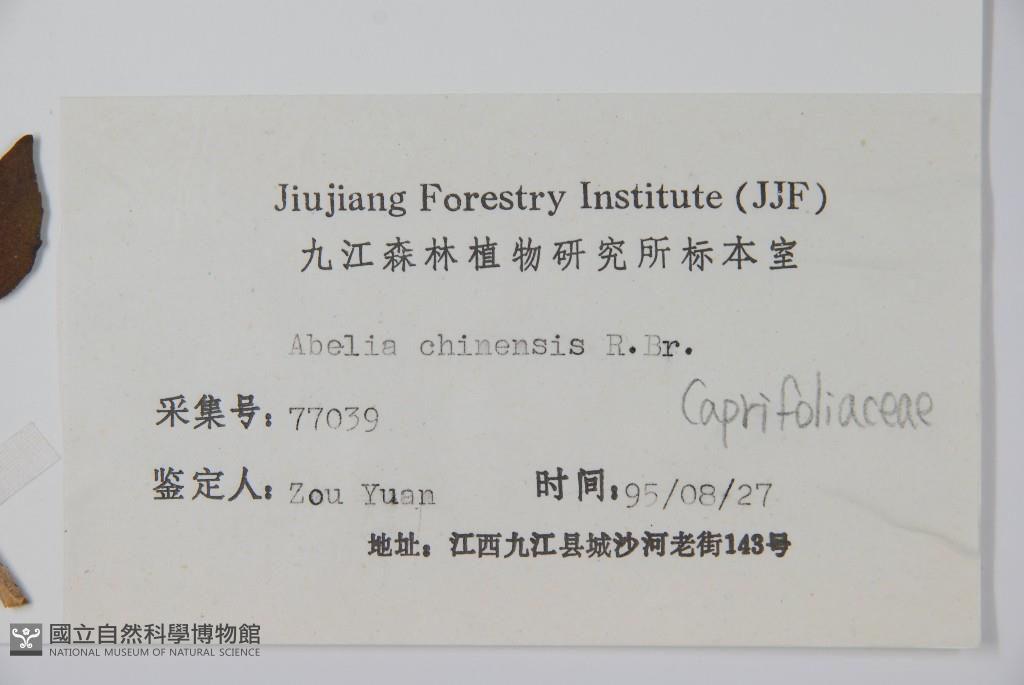 Jiujiang Forestry Institute (JJF)
九江森林植物研究所标本室
Abelia chinensis R.Br.
Caprifoliaceae
采集号: 77039
鉴定人: Zou Yuan 时间: 95/08/27
地址: 江西九江县城沙河老街143号
國立自然科學博物館
NATIONAL MUSEUM OF NATURAL SCIENCE